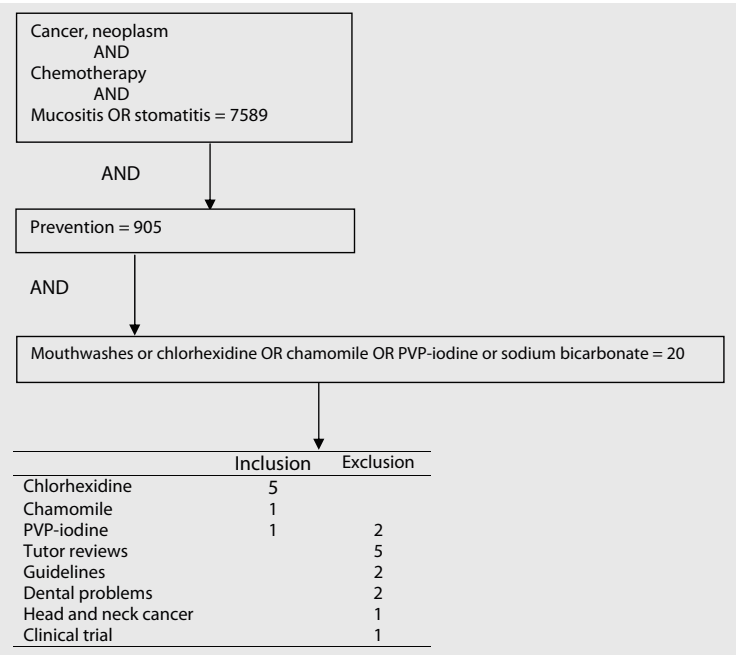 Cancer, neoplasm
AND
Chemotherapy
AND
Mucositis OR stomatitis = 7589
AND
Prevention = 905
AND
Mouthwashes or chlorhexidine OR chamomile OR PVP-iodine or sodium bicarbonate = 20
Inclusion Exclusion
Chlorhexidine 5
Chamomile 1
PVP-iodine 1 2
Tutor reviews 5
Guidelines 2
Dental problems 2
Head and neck cancer 1
Clinical trial 1